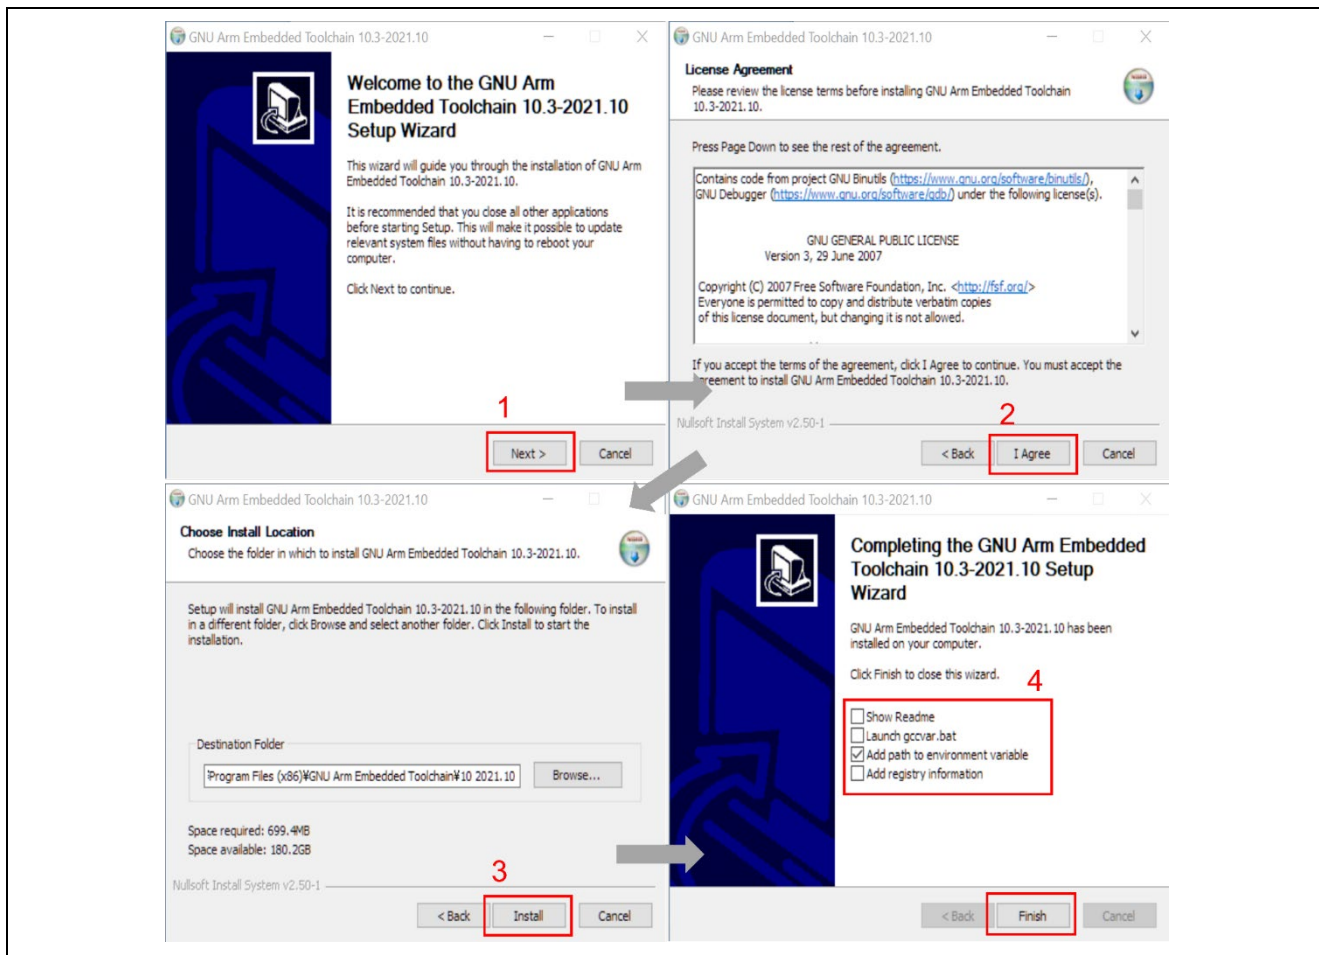 GNU Arm Embedded Toolchain 10.3-2021.10
Welcome to the GNU Arm
Embedded Toolchain 10.3-2021.10
Setup Wizard
This wizard will guide you through the installation of GNU Arm
Embedded Toolchain 10.3-2021.10.
It is recommended that you close all other applications
before starting Setup. This will make it possible to update
relevant system files without having to reboot your
computer.
Click Next to continue.
1
Next >
Cancel
GNU Arm Embedded Toolchain 10.3-2021.10
License Agreement
Please review the license terms before installing GNU Arm Embedded Toolchain
10.3-2021.10.
Press Page Down to see the rest of the agreement.
Contains code from project GNU Binutils (https://www.gnu.org/software/binutils/),
GNU Debugger (https://www.gnu.org/software/gdb/) under the following license(s).
GNU GENERAL PUBLIC LICENSE
Version 3, 29 June 2007
Copyright (C) 2007 Free Software Foundation, Inc. <http://fsf.org/>
Everyone is permitted to copy and distribute verbatim copies
of this license document, but changing it is not allowed.
If you accept the terms of the agreement, click I Agree to continue. You must accept the
agreement to install GNU Arm Embedded Toolchain 10.3-2021.10.
2
Nullsoft Install System v2.50-1
< Back
I Agree
Cancel
GNU Arm Embedded Toolchain 10.3-2021.10
Choose Install Location
Choose the folder in which to install GNU Arm Embedded Toolchain 10.3-2021.10.
Setup will install GNU Arm Embedded Toolchain 10.3-2021.10 in the following folder. To install
in a different folder, click Browse and select another folder. Click Install to start the
installation.
Destination Folder
Program Files (x86)¥GNU Arm Embedded Toolchain¥10 2021.10
Browse...
Space required: 699.4MB
Space available: 180.2GB
3
Nullsoft Install System v2.50-1
< Back
Install
Cancel
GNU Arm Embedded Toolchain 10.3-2021.10
Completing the GNU Arm Embedded
Toolchain 10.3-2021.10 Setup
Wizard
GNU Arm Embedded Toolchain 10.3-2021.10 has been
installed on your computer.
Click Finish to close this wizard.
4
Show Readme
Launch gccvar.bat
Add path to environment variable
Add registry information
< Back
Finish
Cancel